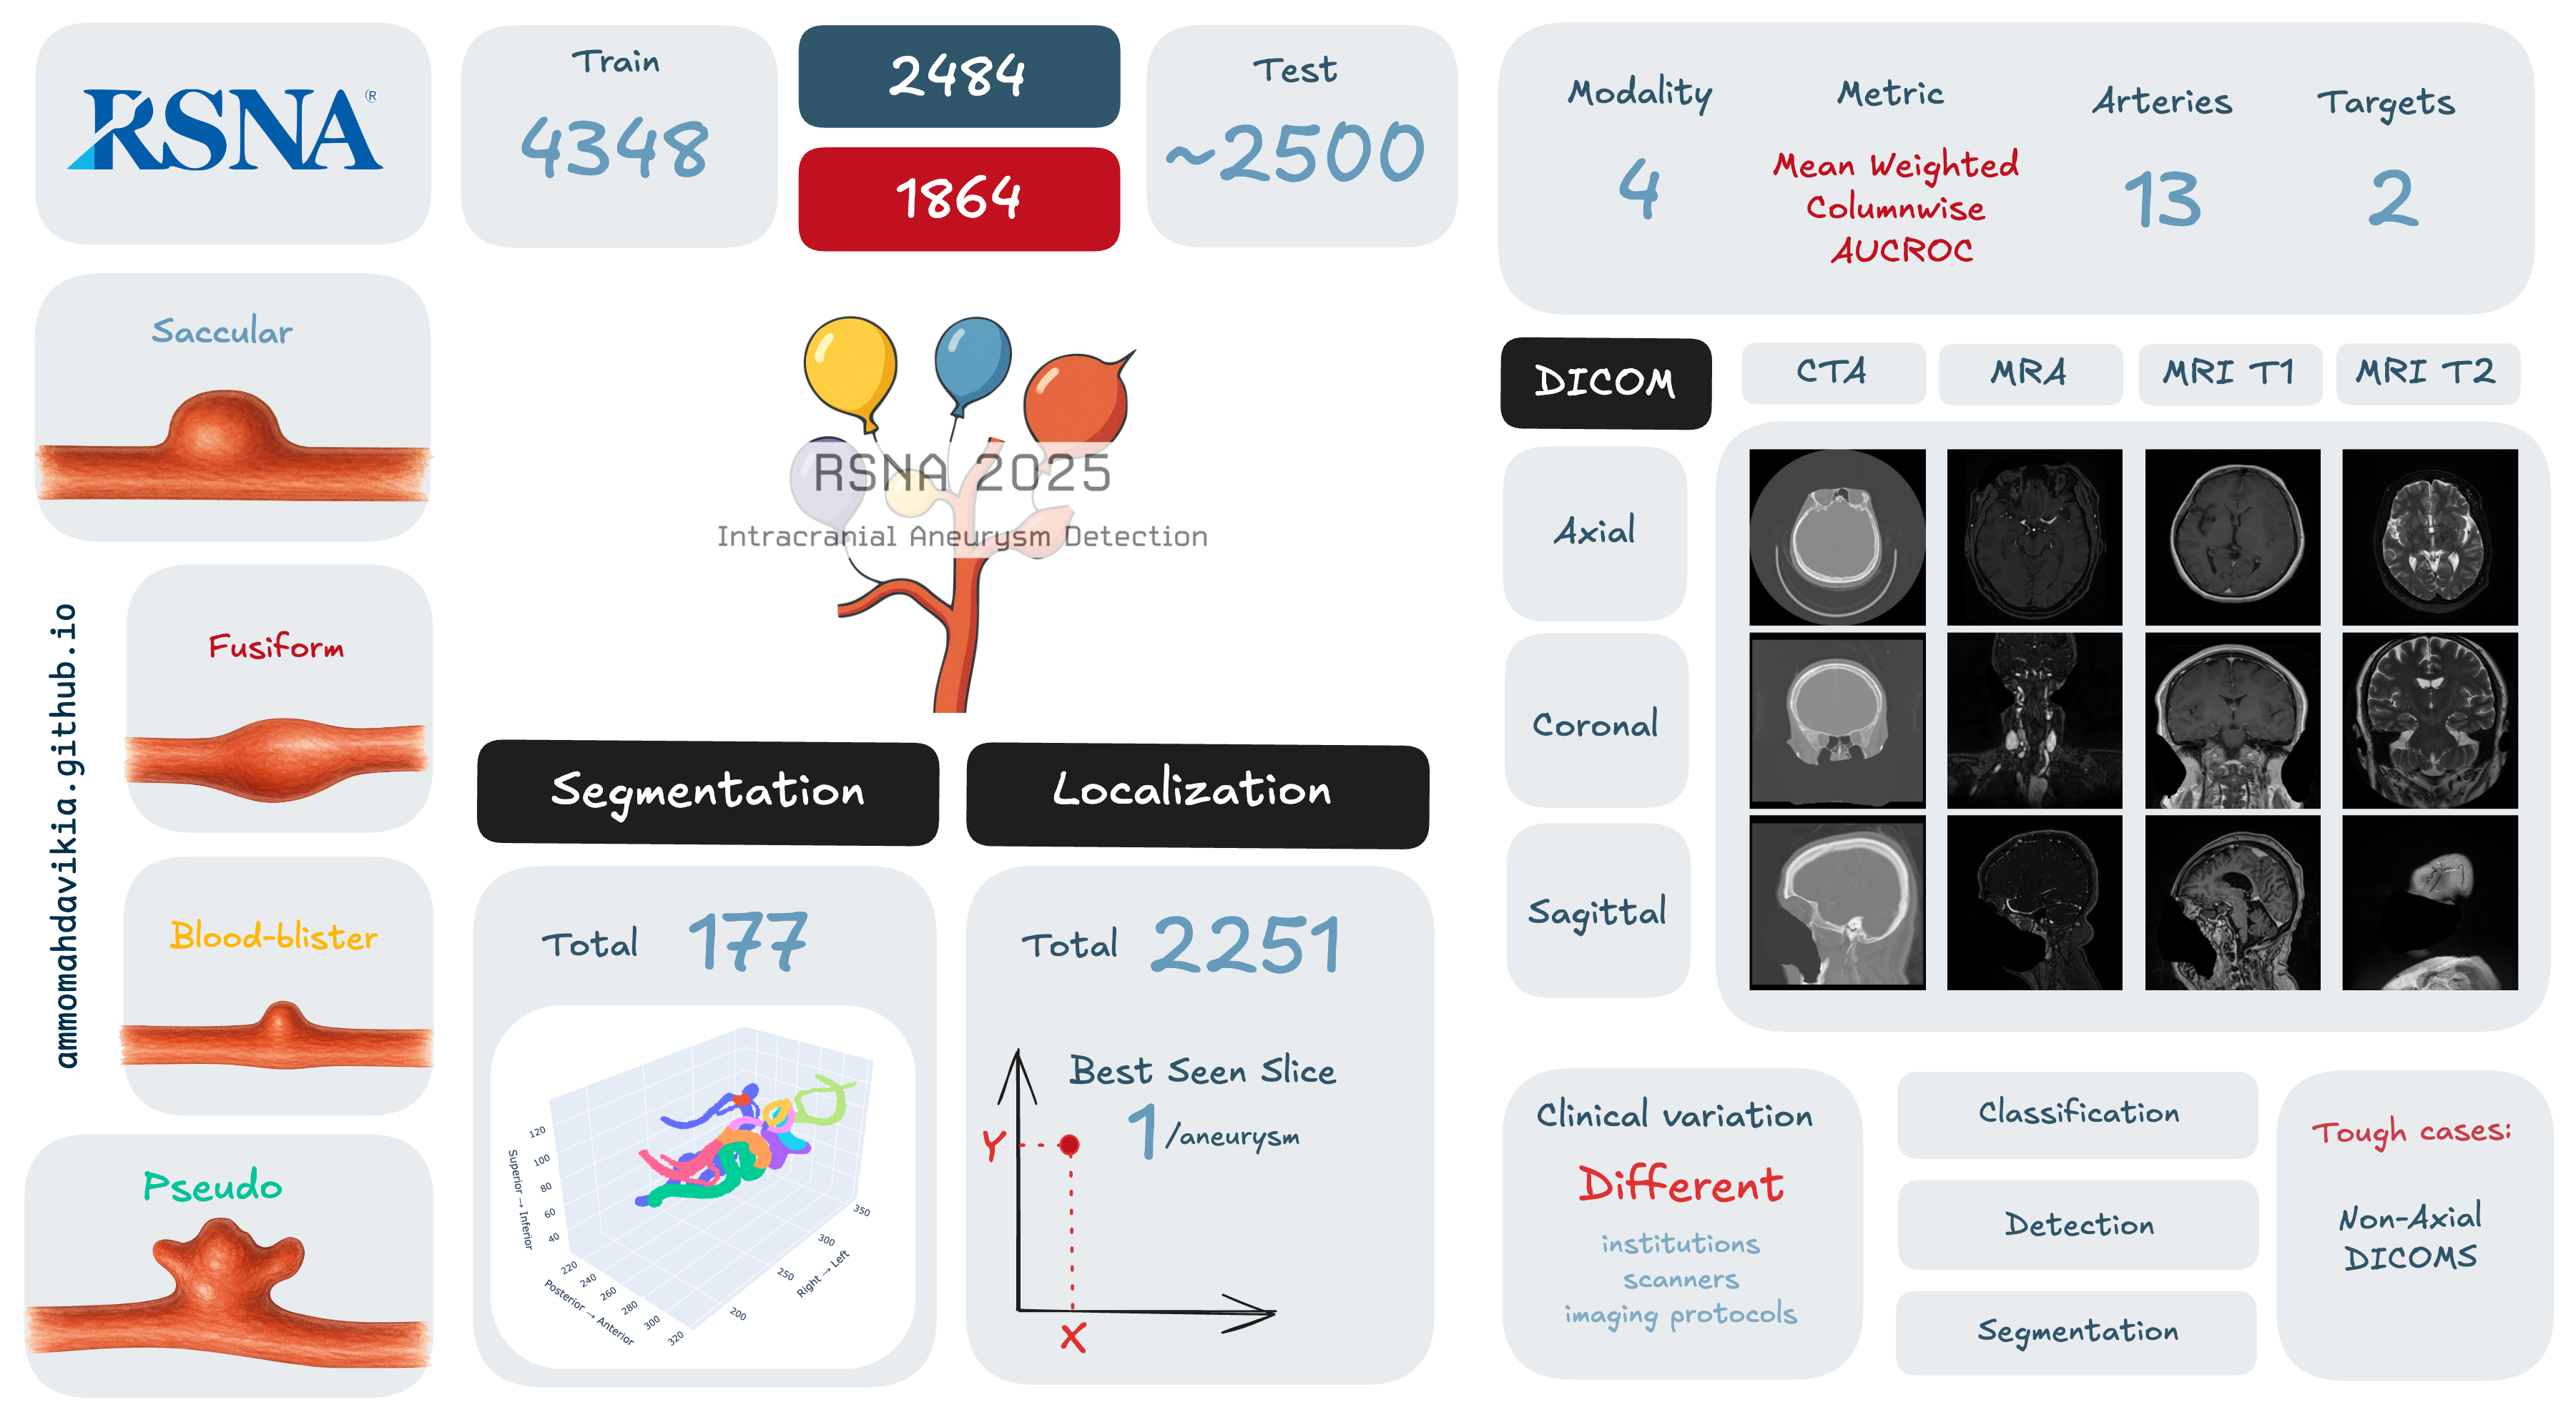 RSNA®
Train
4348
2484
1864
Test
~2500
Modality
4
Metric
Mean Weighted
Columnwise
AUCROC
Arteries
13
Targets
2
Saccular
Fusiform
Blood-blister
Pseudo
ammomahdavikia.github.io
RSNA 2025
Intracranial Aneurysm Detection
Segmentation
Total 177
120
100
80
60
40
Superior → Inferior
220
240
260
280
300
320
Posterior → Anterior
200
250
300
350
Right → Left
Localization
Total 2251
Best Seen Slice
1/aneurysm
Y
X
DICOM
CTA
MRA
MRI T1
MRI T2
Axial
Coronal
Sagittal
Clinical variation
Different
institutions
scanners
imaging protocols
Classification
Detection
Segmentation
Tough cases:
Non-Axial
DICOMS